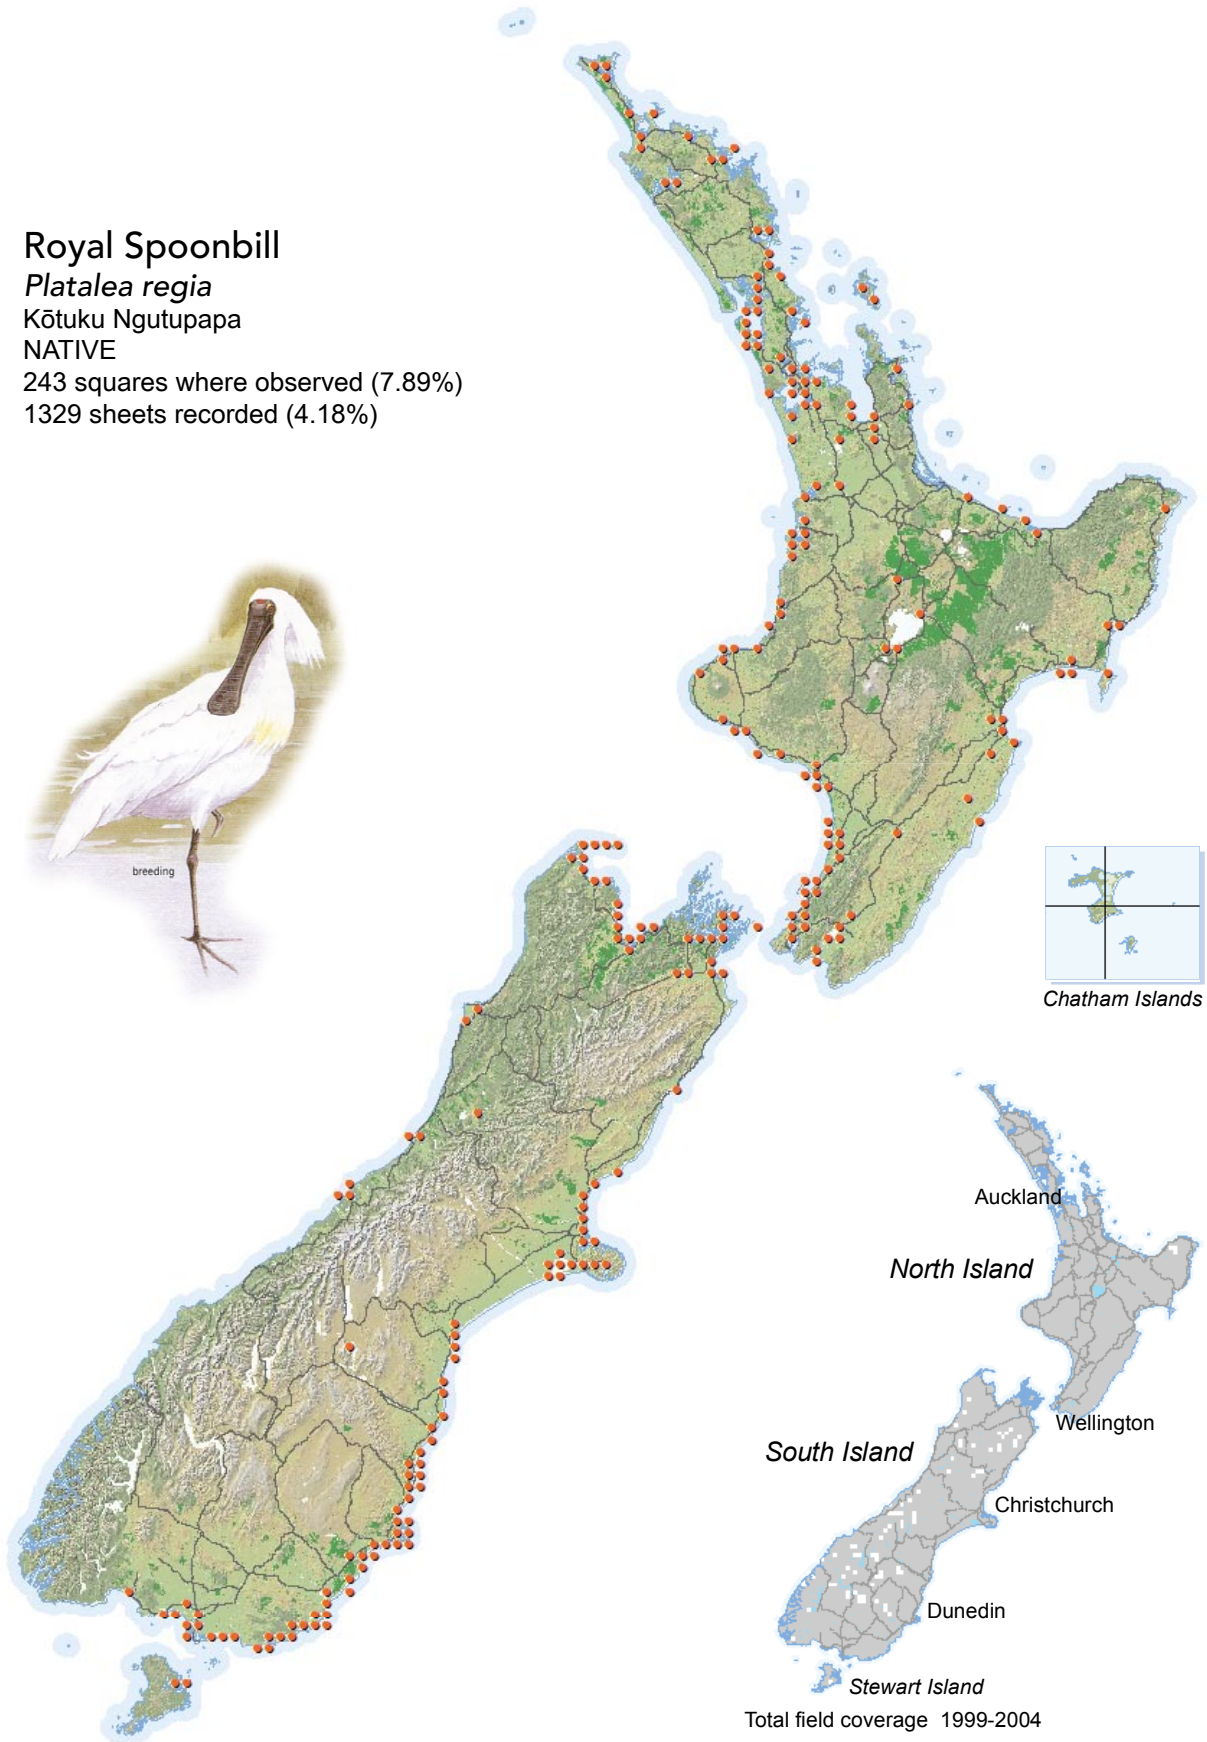 Royal Spoonbill
Platalea regia
Kōtuku Ngutupapa
NATIVE
243 squares where observed (7.89%)
1329 sheets recorded (4.18%)
breeding
Chatham Islands
Auckland
North Island
Wellington
South Island
Christchurch
Dunedin
Stewart Island
Total field coverage 1999-2004